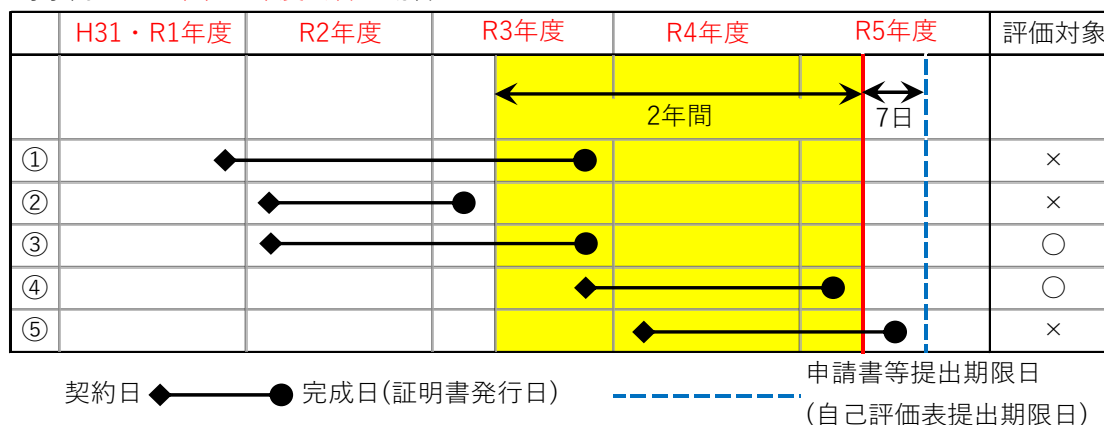 H31・R1年度 R2年度 R3年度 R4年度 R5年度 評価対象
2年間 7日
① ×
② ×
③ ○
④ ○
⑤ ×
契約日 完成日(証明書発行日) 申請書等提出期限日
(自己評価表提出期限日)